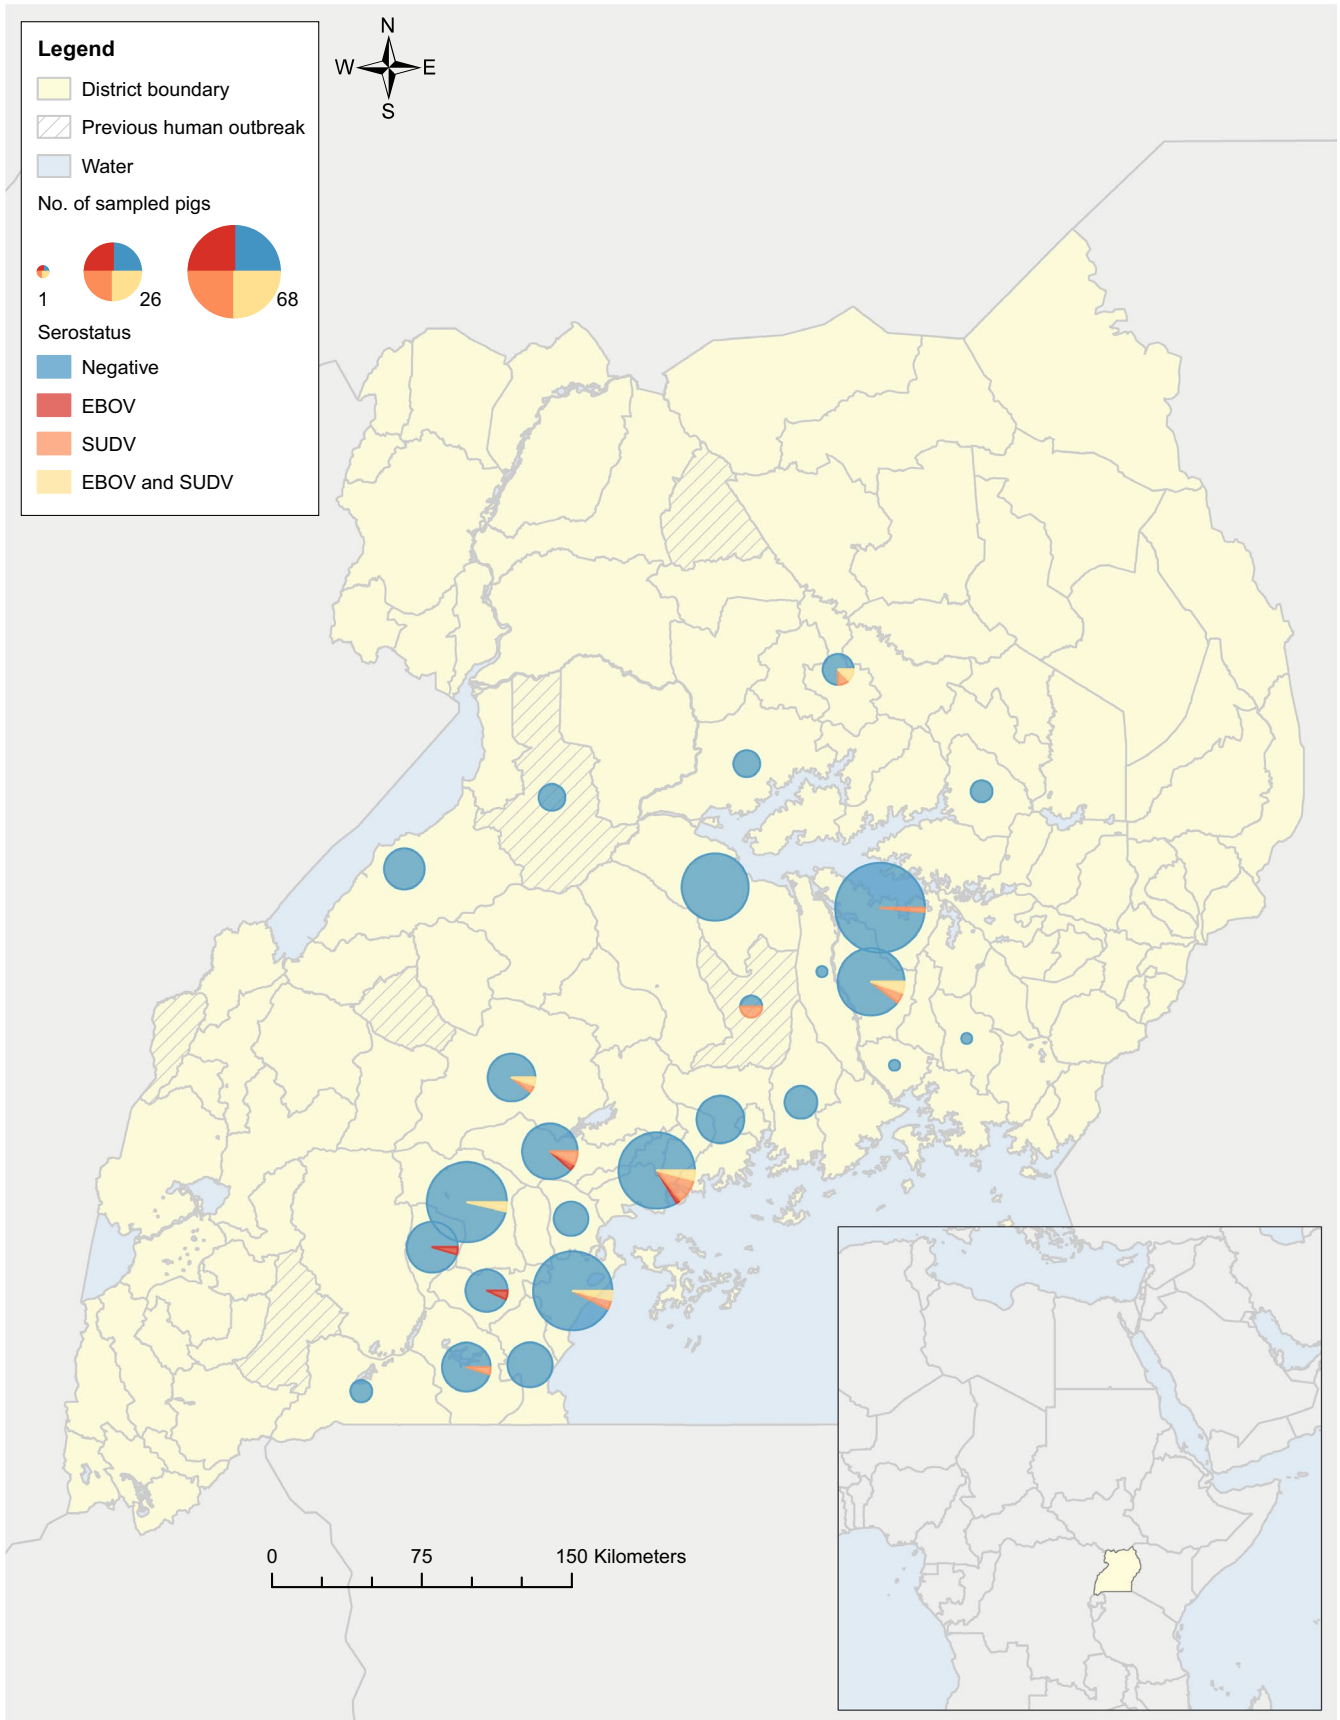 Legend
District boundary
Previous human outbreak
Water
No. of sampled pigs
1 26 68
Serostatus
Negative
EBOV
SUDV
EBOV and SUDV
N
W E
S
0 75 150 Kilometers